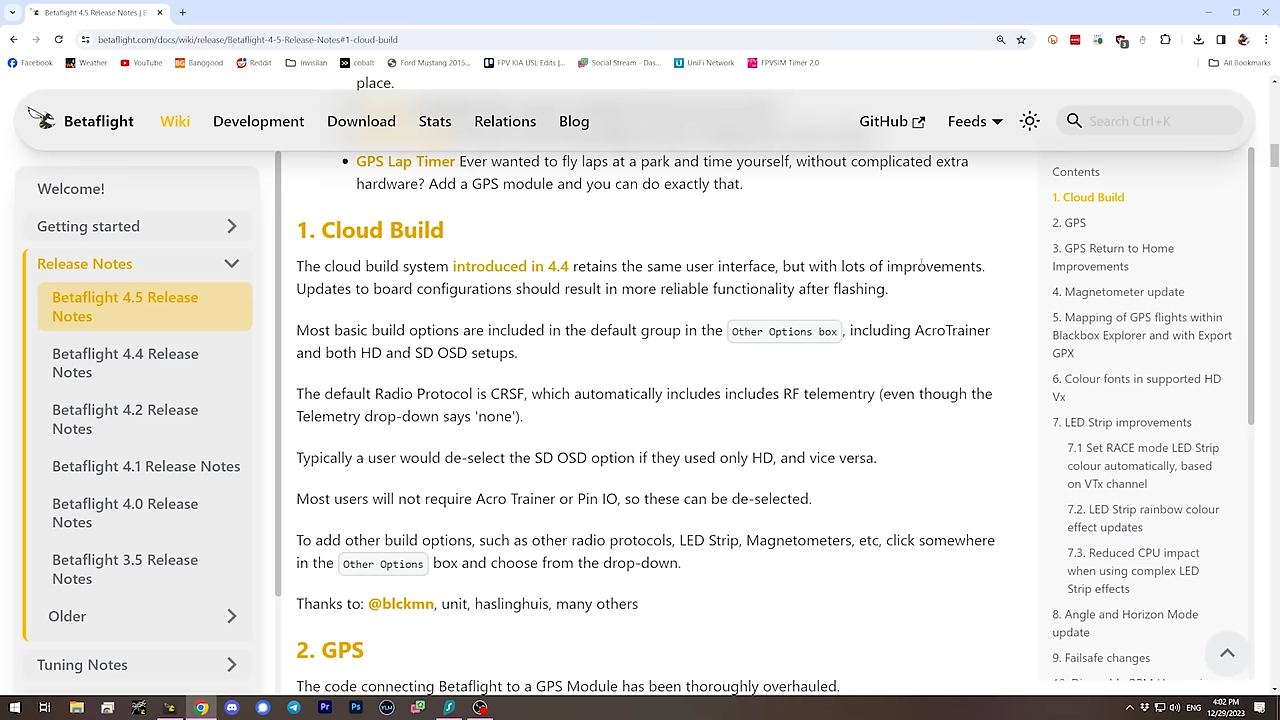 Betaflight 4.5 Release Notes | B
betaflight.com/docs/wiki/release/Betaflight-4-5-Release-Notes#1-cloud-build
Facebook Weather YouTube Banggood Reddit Invisilan cobalt Ford Mustang 2015... FPV KIA USL Edits |... Social Stream - Das... UniFi Network FPVSIM Timer 2.0 All Bookmarks
place.
Betaflight Wiki Development Download Stats Relations Blog GitHub Feeds Search Ctrl+K
Welcome!
Getting started
Release Notes
Betaflight 4.5 Release
Notes
Betaflight 4.4 Release
Notes
Betaflight 4.2 Release
Notes
Betaflight 4.1 Release Notes
Betaflight 4.0 Release
Notes
Betaflight 3.5 Release
Notes
Older
Tuning Notes
• GPS Lap Timer Ever wanted to fly laps at a park and time yourself, without complicated extra
hardware? Add a GPS module and you can do exactly that.
1. Cloud Build
The cloud build system introduced in 4.4 retains the same user interface, but with lots of improvements.
Updates to board configurations should result in more reliable functionality after flashing.
Most basic build options are included in the default group in the Other Options box, including AcroTrainer
and both HD and SD OSD setups.
The default Radio Protocol is CRSF, which automatically includes includes RF telementry (even though the
Telemetry drop-down says 'none').
Typically a user would de-select the SD OSD option if they used only HD, and vice versa.
Most users will not require Acro Trainer or Pin IO, so these can be de-selected.
To add other build options, such as other radio protocols, LED Strip, Magnetometers, etc, click somewhere
in the Other Options box and choose from the drop-down.
Thanks to: @blckmn, unit, haslinghuis, many others
2. GPS
The code connecting Betaflight to a GPS Module has been thoroughly overhauled.
Contents
1. Cloud Build
2. GPS
3. GPS Return to Home
Improvements
4. Magnetometer update
5. Mapping of GPS flights within
Blackbox Explorer and with Export
GPX
6. Colour fonts in supported HD
Vx
7. LED Strip improvements
7.1 Set RACE mode LED Strip
colour automatically, based
on VTx channel
7.2. LED Strip rainbow colour
effect updates
7.3. Reduced CPU impact
when using complex LED
Strip effects
8. Angle and Horizon Mode
update
9. Failsafe changes
ENG
4:02 PM
12/29/2023